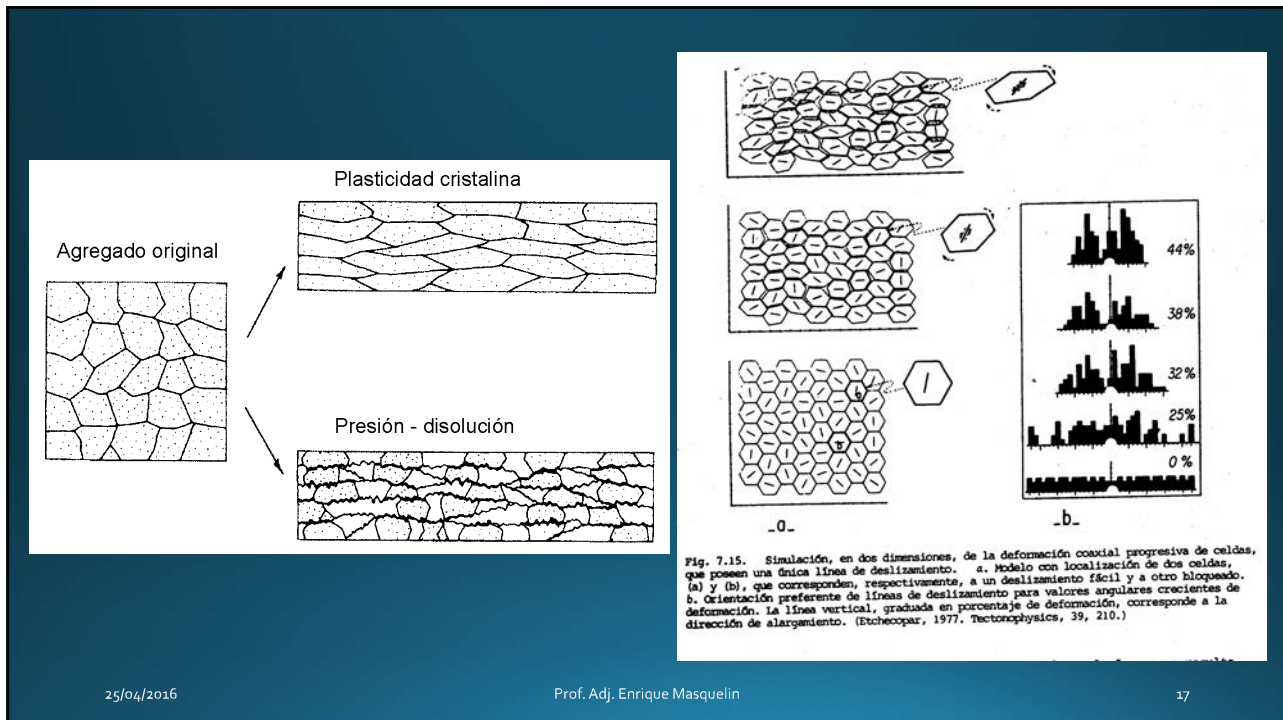 Plasticidad cristalina
Agregado original
Presión - disolución
44%
38%
32%
25%
0 %
_a_
_b_
Fig. 7.15. Simulación, en dos dimensiones, de la deformación coaxial progresiva de celdas,
que poseen una única línea de deslizamiento. a. Modelo con localización de dos celdas,
(a) y (b), que corresponden, respectivamente, a un deslizamiento fácil y a otro bloqueado.
b. Orientación preferente de líneas de deslizamiento para valores angulares crecientes de
deformación. La línea vertical, graduada en porcentaje de deformación, corresponde a la
dirección de alargamiento. (Etchecopar, 1977. Tectonophysics, 39, 210.)
25/04/2016
Prof. Adj. Enrique Masquelin
17